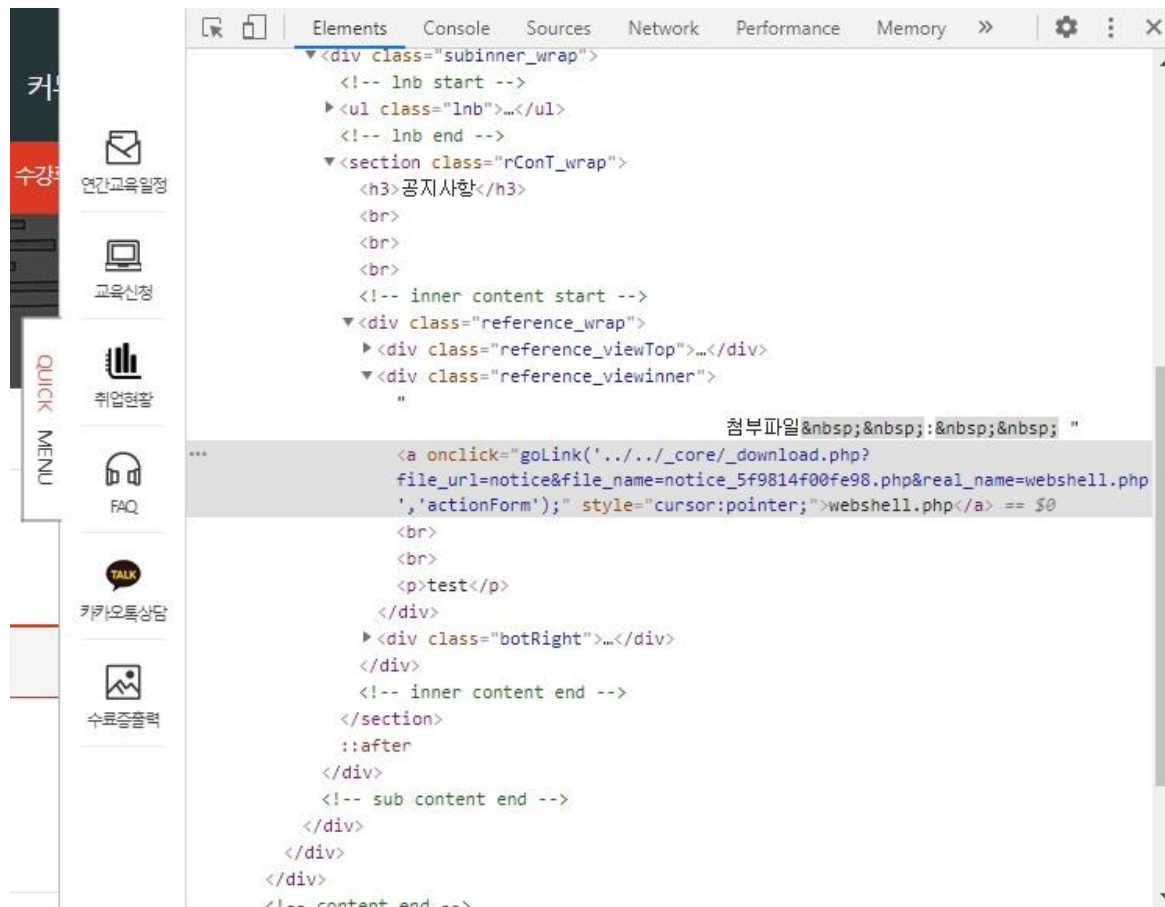 커
수강
QUICK MENU
연간교육일정
교육신청
취업현황
FAQ
TALK
카카오톡상담
수료증출력
Elements Console Sources Network Performance Memory »
▼<div class="subinner_wrap">
<!-- lnb start -->
▶<ul class="lnb">…</ul>
<!-- lnb end -->
▼<section class="rConT_wrap">
<h3>공지사항</h3>
<br>
<br>
<br>
<!-- inner content start -->
▼<div class="reference_wrap">
▶<div class="reference_viewTop">…</div>
▼<div class="reference_viewinner">
"
첨부파일&nbsp;&nbsp;:&nbsp;&nbsp; "
<a onclick="goLink('../../_core/_download.php?
file_url=notice&file_name=notice_5f9814f00fe98.php&real_name=webshell.php
','actionForm');" style="cursor:pointer;">webshell.php</a> == $0
<br>
<br>
<p>test</p>
</div>
▶<div class="botRight">…</div>
</div>
<!-- inner content end -->
</section>
::after
</div>
<!-- sub content end -->
</div>
</div>
</div>
<!-- content end -->